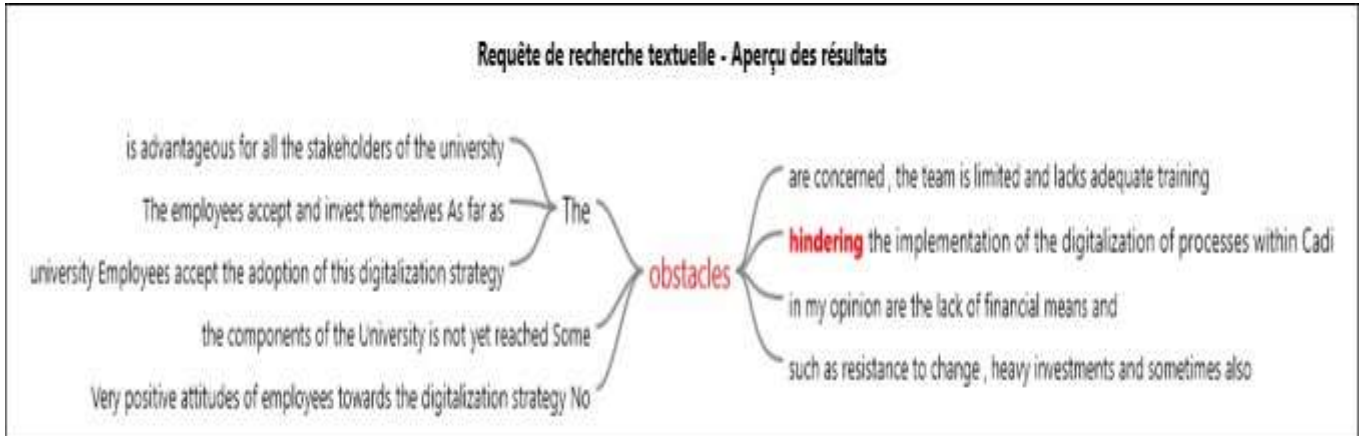 Requête de recherche textuelle - Aperçu des résultats
is advantageous for all the stakeholders of the university
The employees accept and invest themselves As far as
university Employees accept the adoption of this digitalization strategy
The
the components of the University is not yet reached Some
Very positive attitudes of employees towards the digitalization strategy No
obstacles
are concerned , the team is limited and lacks adequate training
hindering the implementation of the digitalization of processes within Cadi
in my opinion are the lack of financial means and
such as resistance to change , heavy investments and sometimes also